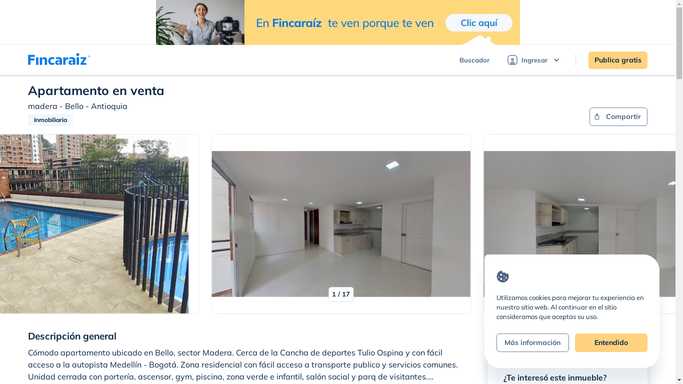 En Fincaraíz te ven porque te ven
Clic aquí
Fincaraíz
Buscador
Ingresar
Publica gratis
Apartamento en venta
madera - Bello - Antioquia
Inmobiliaria
Compartir
1 / 17
Utilizamos cookies para mejorar tu experiencia en
nuestro sitio web. Al continuar en el sitio
consideramos que aceptas su uso.
Más información
Entendido
Descripción general
Cómodo apartamento ubicado en Bello, sector Madera. Cerca de la Cancha de deportes Tulio Ospina y con fácil
acceso a la autopista Medellín - Bogotá. Zona residencial con fácil acceso a transporte publico y servicios comunes.
Unidad cerrada con portería, ascensor, gym, piscina, zona verde e infantil, salón social y parq de visitantes....
¿Te interesó este inmueble?